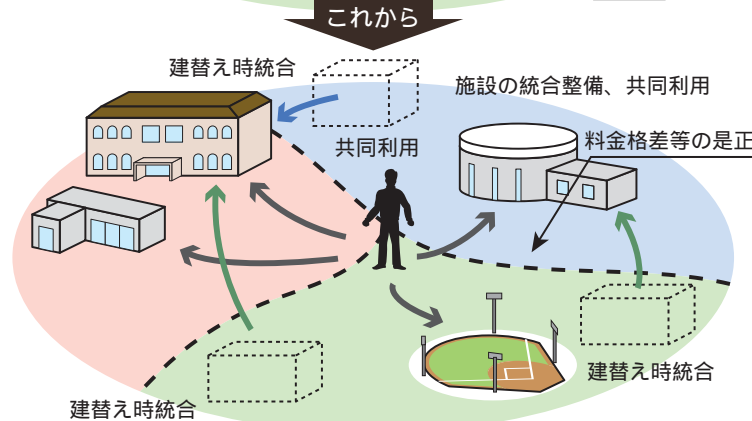 これから
建替え時統合
施設の統合整備、共同利用
共同利用
料金格差等の是正
建替え時統合
建替え時統合